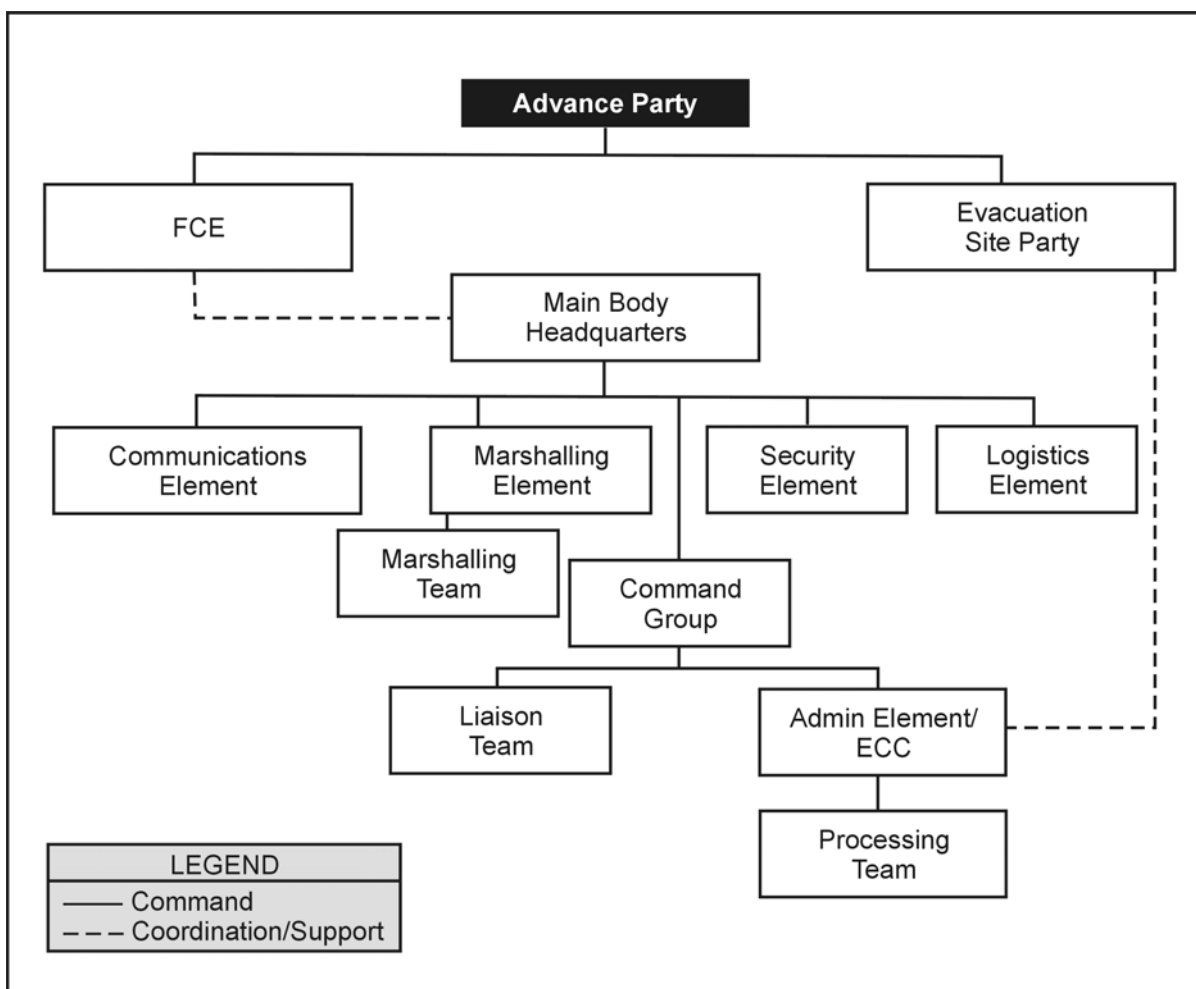 Advance Party
FCE
Evacuation
Site Party
Main Body
Headquarters
Communications
Element
Marshalling
Element
Security
Element
Logistics
Element
Marshalling
Team
Command
Group
Liaison
Team
Admin Element/
ECC
Processing
Team
LEGEND
Command
Coordination/Support